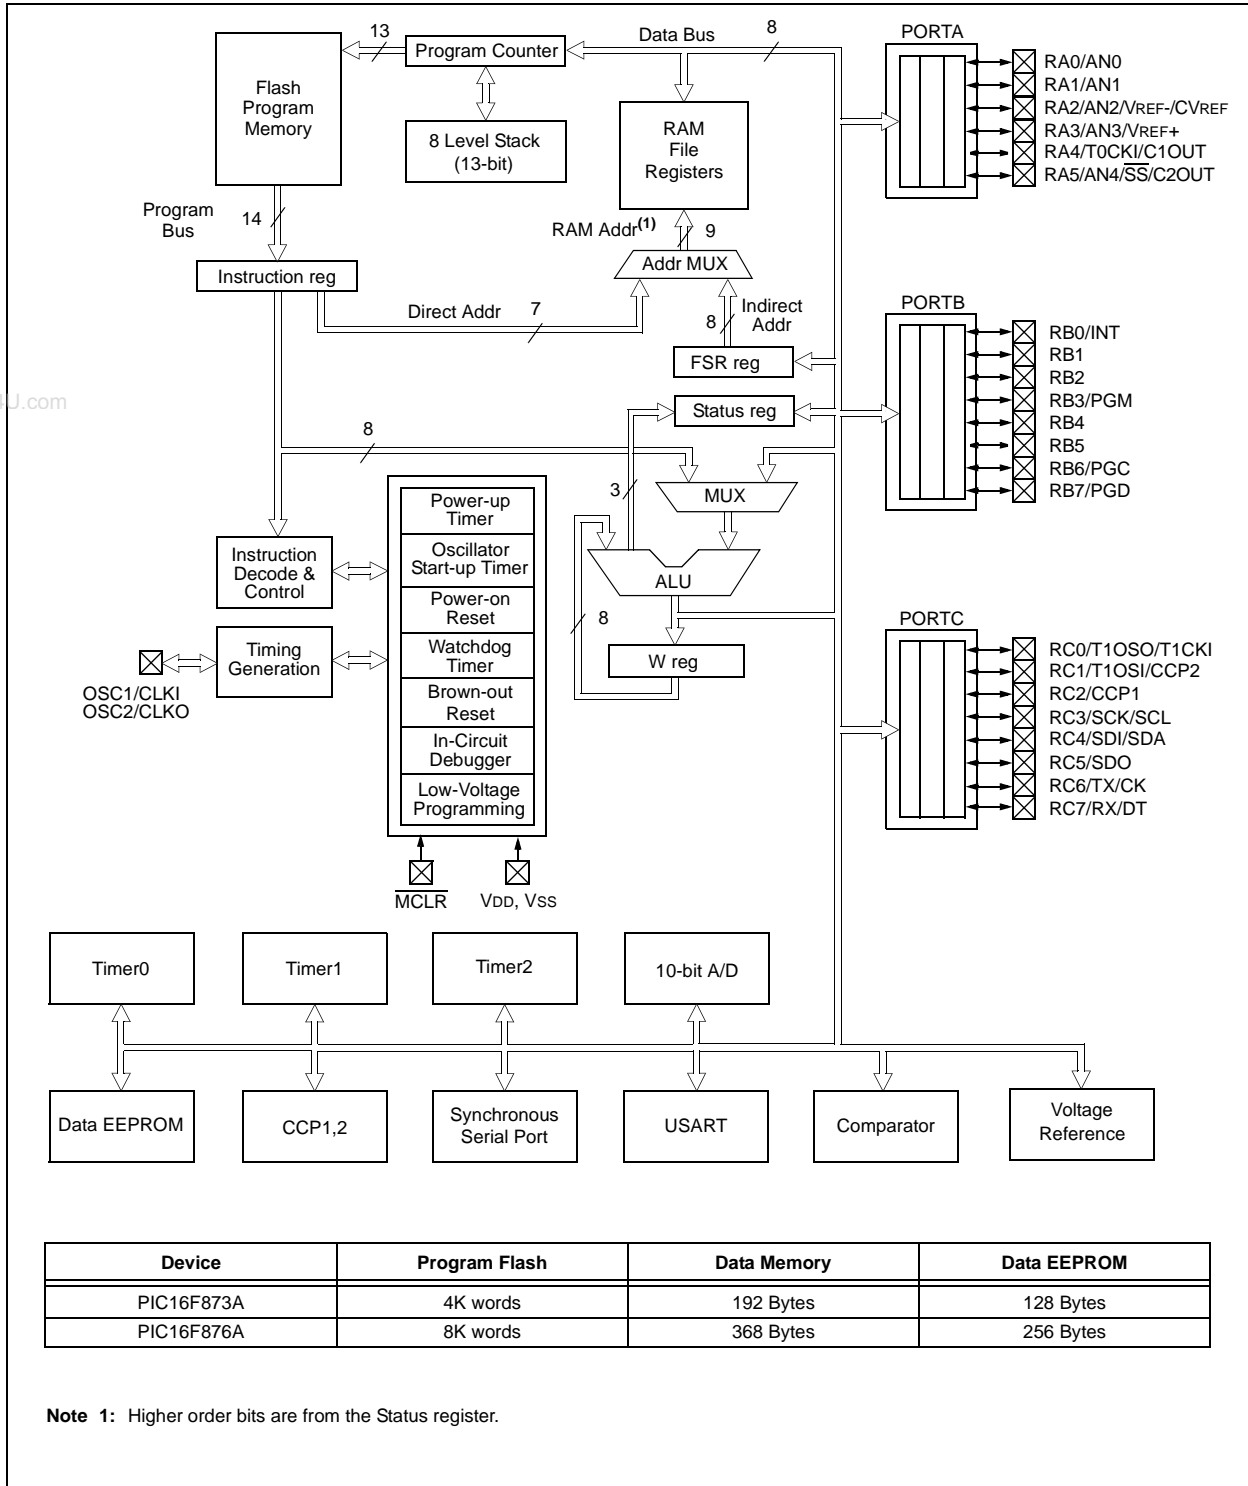 13
Program Counter
Data Bus
8
PORTA
Flash
Program
Memory
8 Level Stack
(13-bit)
RAM
File
Registers
RA0/AN0
RA1/AN1
RA2/AN2/VREF-/CVREF
RA3/AN3/VREF+
RA4/T0CKI/C1OUT
RA5/AN4/SS/C2OUT
Program
Bus
14
RAM Addr(1)
9
Instruction reg
Addr MUX
Direct Addr
7
8
Indirect
Addr
FSR reg
PORTB
RB0/INT
RB1
RB2
RB3/PGM
RB4
RB5
RB6/PGC
RB7/PGD
U.com
Status reg
8
3
MUX
ALU
8
W reg
Power-up
Timer
Oscillator
Start-up Timer
Power-on
Reset
Watchdog
Timer
Brown-out
Reset
In-Circuit
Debugger
Low-Voltage
Programming
Instruction
Decode &
Control
Timing
Generation
OSC1/CLKI
OSC2/CLKO
MCLR
VDD, VSS
PORTC
RC0/T1OSO/T1CKI
RC1/T1OSI/CCP2
RC2/CCP1
RC3/SCK/SCL
RC4/SDI/SDA
RC5/SDO
RC6/TX/CK
RC7/RX/DT
Timer0
Timer1
Timer2
10-bit A/D
Data EEPROM
CCP1,2
Synchronous
Serial Port
USART
Comparator
Voltage
Reference
Device Program Flash Data Memory Data EEPROM
PIC16F873A 4K words 192 Bytes 128 Bytes
PIC16F876A 8K words 368 Bytes 256 Bytes
Note 1: Higher order bits are from the Status register.